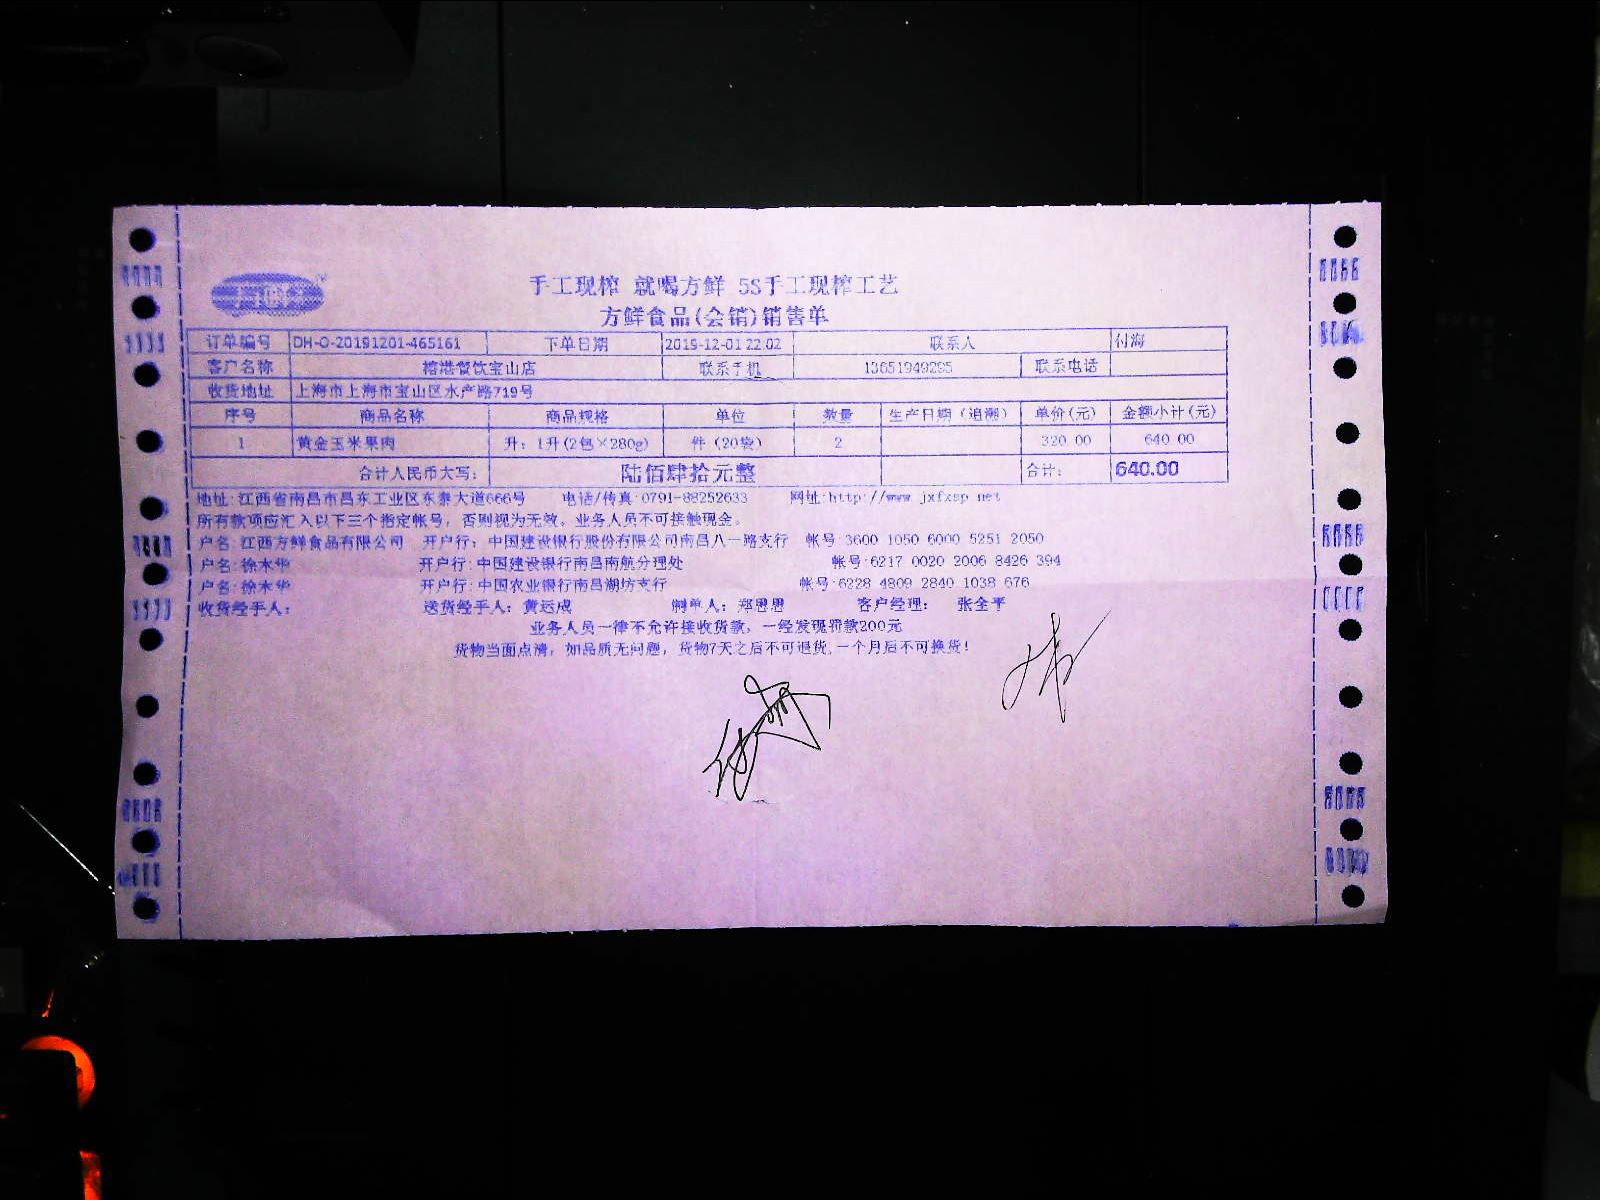 手工现榨 就喝方鲜 5S手工现榨工艺
方鲜食品(会销)销售单
订单编号 DH-O-20191201-465161 下单日期 2019-12-01 22:02 联系人 付海
客户名称 榕港餐饮宝山店 联系手机 13651949295 联系电话
收货地址 上海市上海市宝山区水产路719号
序号 商品名称 商品规格 单位 数量 生产日期（追溯） 单价(元) 金额小计(元)
1 黄金玉米果肉 升：1升(2包×280g) 件（20袋） 2 320.00 640.00
合计人民币大写： 陆佰肆拾元整 合计： 640.00
地址:江西省南昌市昌东工业区东泰大道666号 电话/传真:0791-88252633 网址:http://www.jxfxsp.net
所有款项应汇入以下三个指定帐号，否则视为无效。业务人员不可接触现金。
户名:江西方鲜食品有限公司 开户行：中国建设银行股份有限公司南昌八一路支行 帐号:3600 1050 6000 5251 2050
户名:徐木华 开户行:中国建设银行南昌南航分理处 帐号:6217 0020 2006 8426 394
户名:徐木华 开户行:中国农业银行南昌湖坊支行 帐号:6228 4809 2840 1038 676
收货经手人： 送货经手人：黄运成 制单人：郑思思 客户经理： 张全平
业务人员一律不允许接收货款，一经发现罚款200元
货物当面点清，如品质无问题，货物7天之后不可退货,一个月后不可换货！